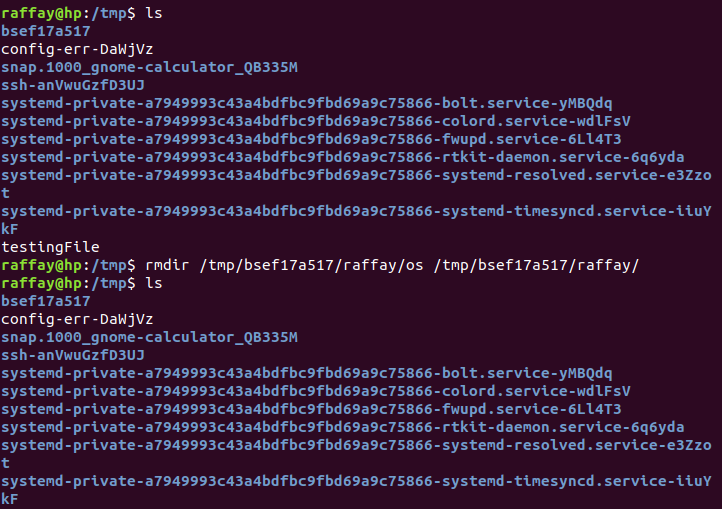 raffay@hp:/tmp$ ls
bsef17a517
config-err-DaWjVz
snap.1000_gnome-calculator_QB335M
ssh-anVwuGzfD3UJ
systemd-private-a7949993c43a4bdfbc9fbd69a9c75866-bolt.service-yMBQdq
systemd-private-a7949993c43a4bdfbc9fbd69a9c75866-colord.service-wdlFsV
systemd-private-a7949993c43a4bdfbc9fbd69a9c75866-fwupd.service-6Ll4T3
systemd-private-a7949993c43a4bdfbc9fbd69a9c75866-rtkit-daemon.service-6q6yda
systemd-private-a7949993c43a4bdfbc9fbd69a9c75866-systemd-resolved.service-e3Zzo
t
systemd-private-a7949993c43a4bdfbc9fbd69a9c75866-systemd-timesyncd.service-iiuY
kF
testingFile
raffay@hp:/tmp$ rmdir /tmp/bsef17a517/raffay/os /tmp/bsef17a517/raffay/
raffay@hp:/tmp$ ls
bsef17a517
config-err-DaWjVz
snap.1000_gnome-calculator_QB335M
ssh-anVwuGzfD3UJ
systemd-private-a7949993c43a4bdfbc9fbd69a9c75866-bolt.service-yMBQdq
systemd-private-a7949993c43a4bdfbc9fbd69a9c75866-colord.service-wdlFsV
systemd-private-a7949993c43a4bdfbc9fbd69a9c75866-fwupd.service-6Ll4T3
systemd-private-a7949993c43a4bdfbc9fbd69a9c75866-rtkit-daemon.service-6q6yda
systemd-private-a7949993c43a4bdfbc9fbd69a9c75866-systemd-resolved.service-e3Zzo
t
systemd-private-a7949993c43a4bdfbc9fbd69a9c75866-systemd-timesyncd.service-iiuY
kF